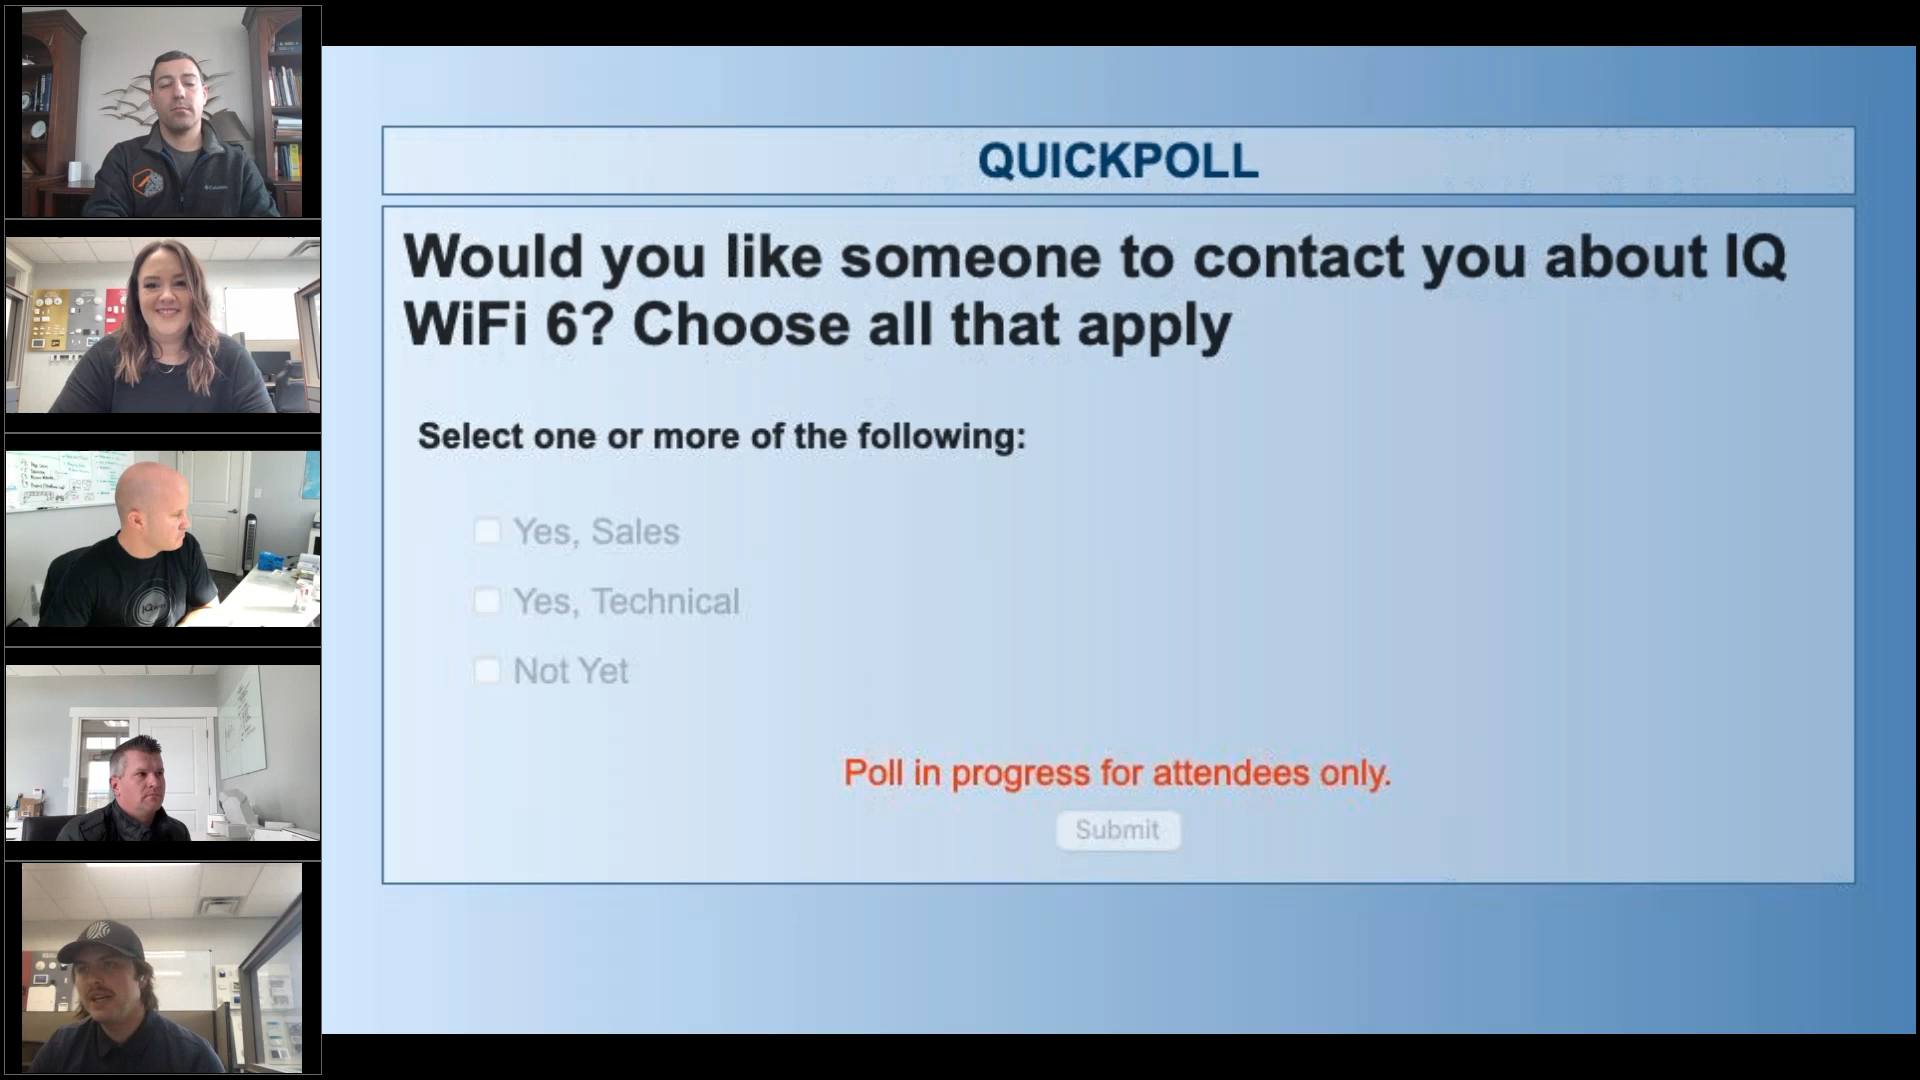 QUICKPOLL
Would you like someone to contact you about IQ
WiFi 6? Choose all that apply
Select one or more of the following:
Yes, Sales
Yes, Technical
Not Yet
Poll in progress for attendees only.
Submit